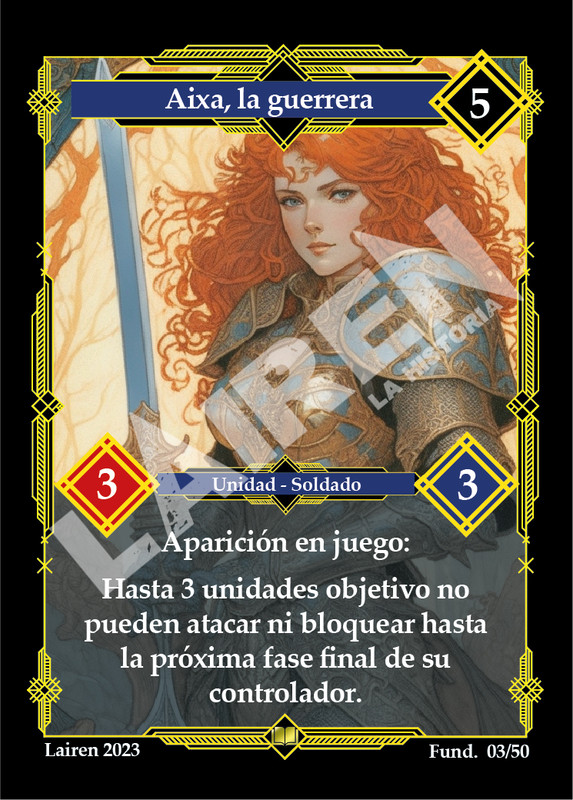 Aixa, la guerrera
5
LAIREN
LA HISTORIA
3
Unidad - Soldado
3
Aparición en juego:
Hasta 3 unidades objetivo no
pueden atacar ni bloquear hasta
la próxima fase final de su
controlador.
Lairen 2023
Fund. 03/50